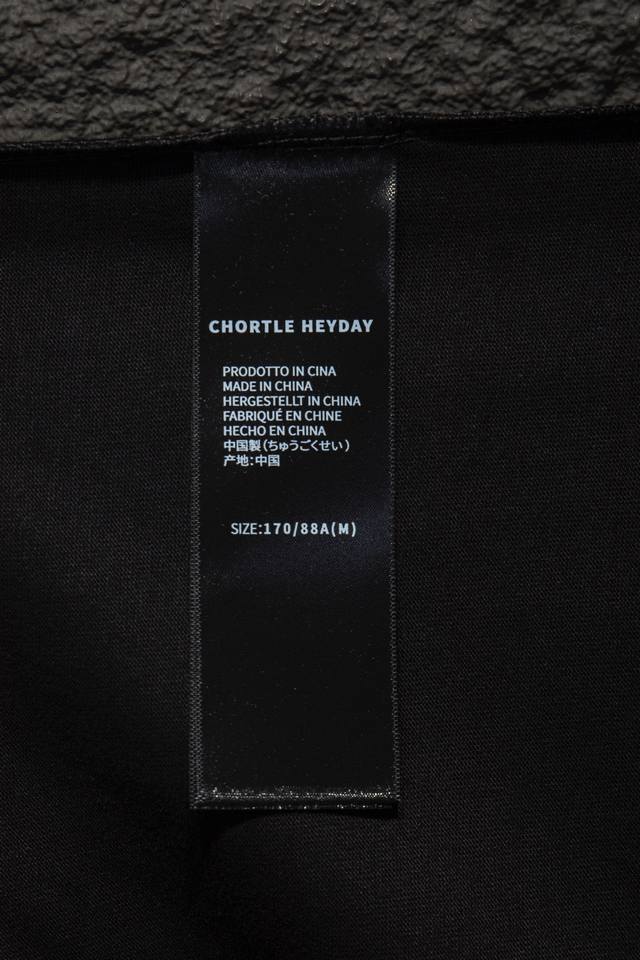 CHORTLE HEYDAY
PRODOTTO IN CINA
MADE IN CHINA
HERGESTELLT IN CHINA
FABRIQUÉ EN CHINE
HECHO EN CHINA
中国製(ちゅうごくせい)
产地:中国
SIZE:170/88A(M)